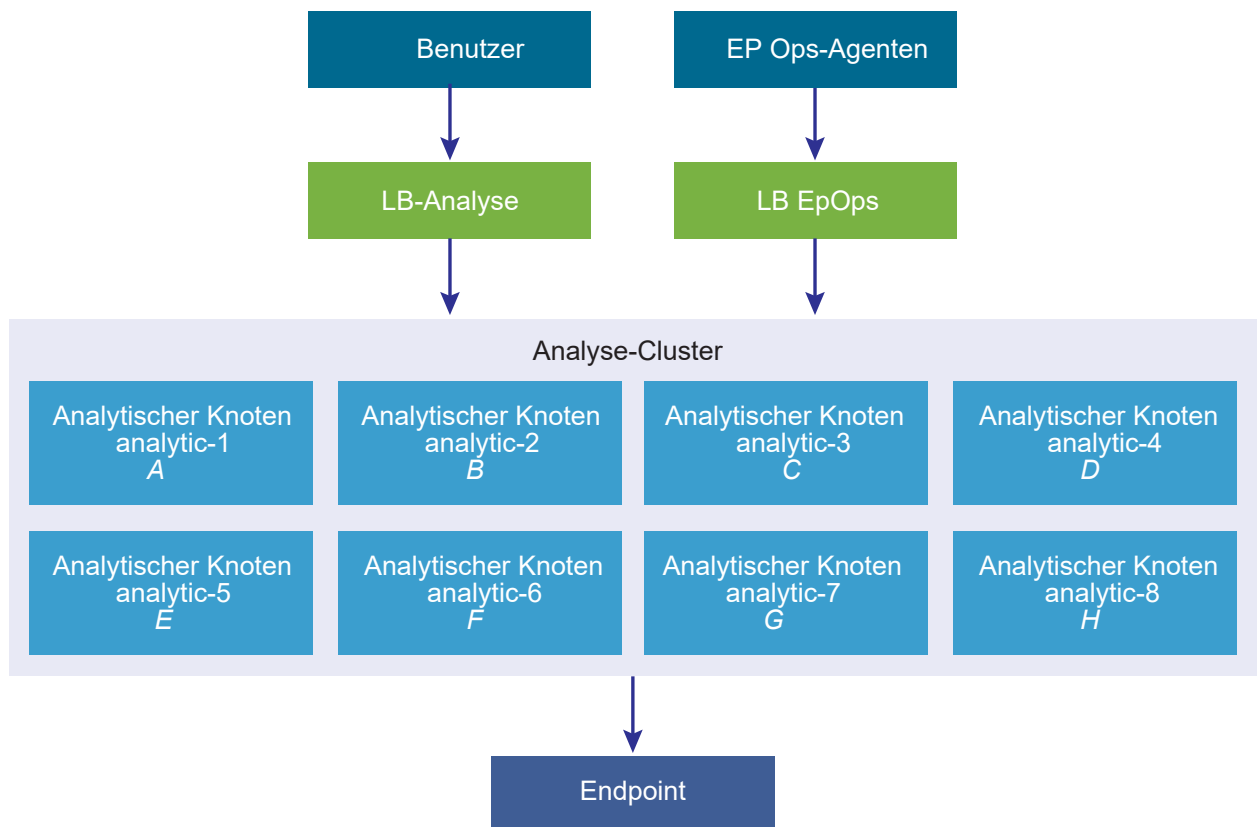 Benutzer
EP Ops-Agenten
LB-Analyse
LB EpOps
Analyse-Cluster
Analytischer Knoten
analytic-1
A
Analytischer Knoten
analytic-2
B
Analytischer Knoten
analytic-3
C
Analytischer Knoten
analytic-4
D
Analytischer Knoten
analytic-5
E
Analytischer Knoten
analytic-6
F
Analytischer Knoten
analytic-7
G
Analytischer Knoten
analytic-8
H
Endpoint